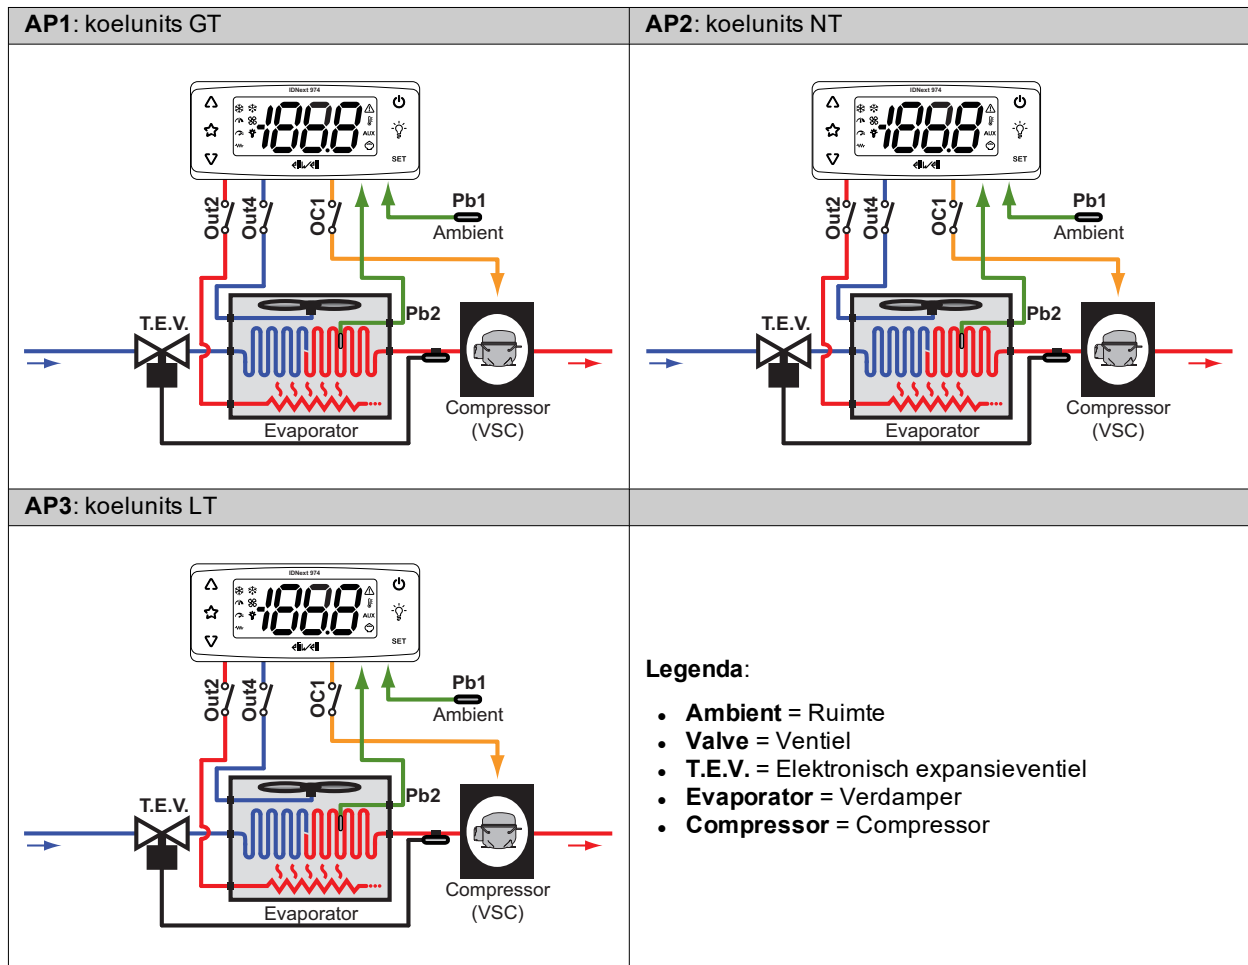 AP1: koelunits GT
AP2: koelunits NT
IDNext 974
188.8
AUX
SET
eliwell
Out2
Out4
OC1
Pb1
Ambient
T.E.V.
Pb2
Evaporator
Compressor
(VSC)
IDNext 974
188.8
AUX
SET
eliwell
Out2
Out4
OC1
Pb1
Ambient
T.E.V.
Pb2
Evaporator
Compressor
(VSC)
AP3: koelunits LT
IDNext 974
188.8
AUX
SET
eliwell
Out2
Out4
OC1
Pb1
Ambient
T.E.V.
Pb2
Evaporator
Compressor
(VSC)
Legenda:
• Ambient = Ruimte
• Valve = Ventiel
• T.E.V. = Elektronisch expansieventiel
• Evaporator = Verdamper
• Compressor = Compressor